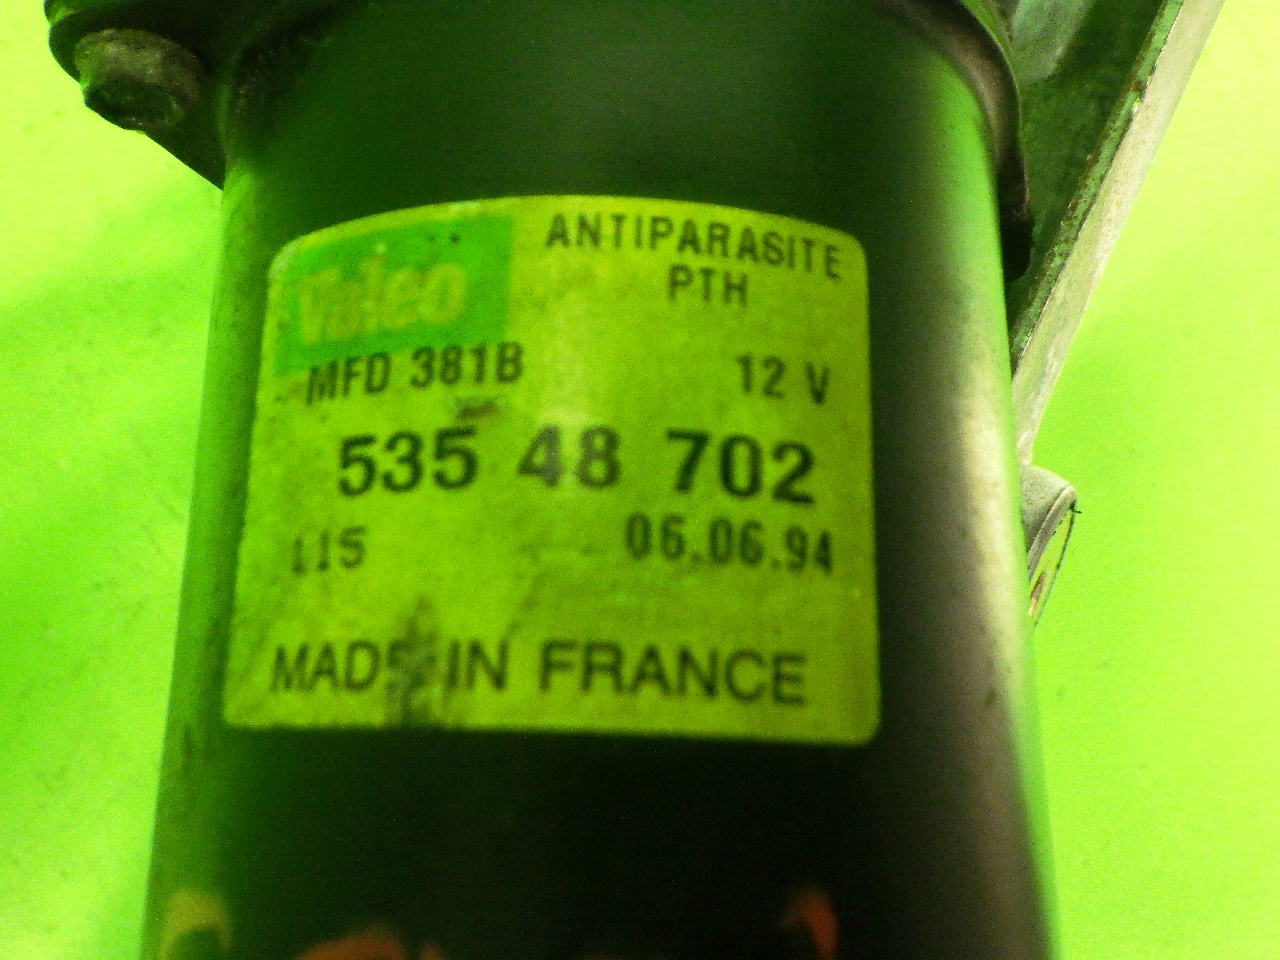 Valeo
ANTIPARASITE
PTH
MFD 381B
12 V
535 48 702
115
06.06.94
MADE IN FRANCE